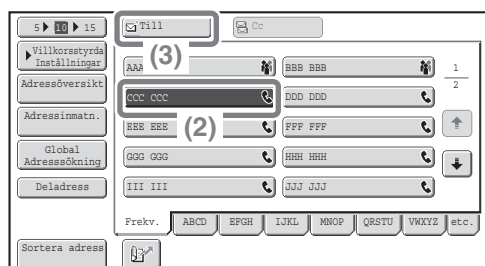 5 10 15
Till
Cc
Villkorsstyrda
Inställningar
(3)
AAA
BBB BBB
1
2
Adressöversikt
CCC CCC
DDD DDD
Adressinmatn.
EEE EEE
(2)
FFF FFF
Global
Adresssökning
GGG GGG
HHH HHH
Deladress
III III
JJJ JJJ
Frekv.
ABCD
EFGH
IJKL
MNOP
QRSTU
VWXYZ
etc.
Sortera adress